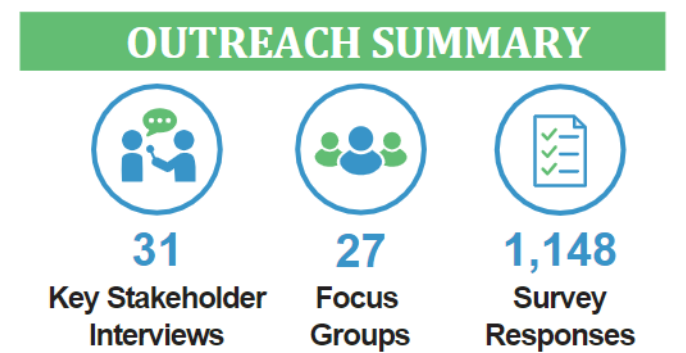 OUTREACH SUMMARY
31
Key Stakeholder
Interviews
27
Focus
Groups
1,148
Survey
Responses